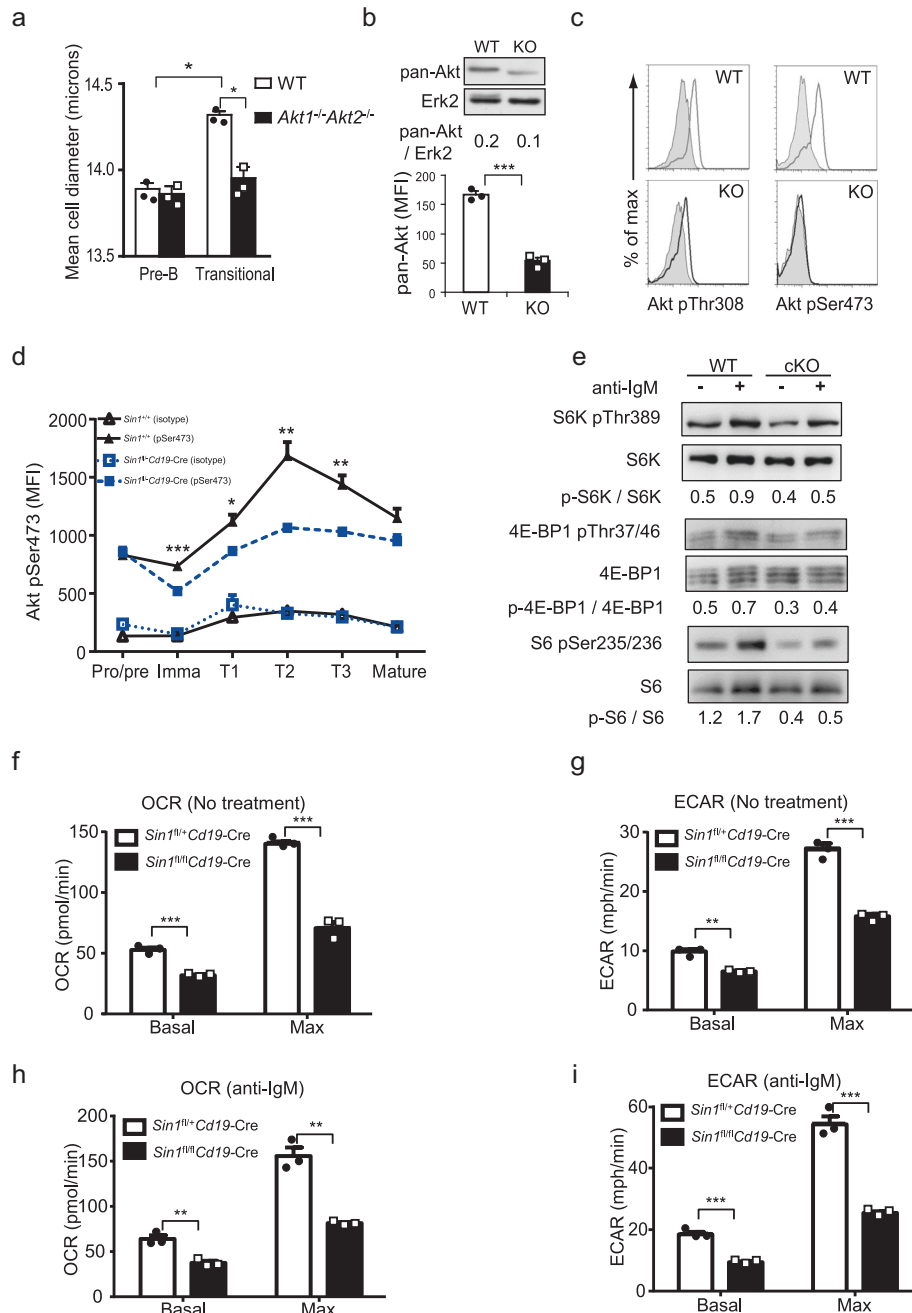 a
Mean cell diameter (microns)
14.5
14.0
13.5
*
*
WT
Akt1-/-Akt2-/-
Pre-B Transitional
b
WT KO
pan-Akt
Erk2
pan-Akt / Erk2
0.2 0.1
pan-Akt (MFI)
200
150
100
50
0
***
WT KO
c
% of max
WT
WT
KO
KO
Akt pThr308
Akt pSer473
d
Akt pSer473 (MFI)
2000
1500
1000
500
0
Sin1+/+ (isotype)
Sin1+/+ (pSer473)
Sin1fl/-Cd19-Cre (isotype)
Sin1fl/-Cd19-Cre (pSer473)
***
*
**
**
Pro/pre Imma T1 T2 T3 Mature
e
WT cKO
anti-IgM - + - +
S6K pThr389
S6K
p-S6K / S6K 0.5 0.9 0.4 0.5
4E-BP1 pThr37/46
4E-BP1
p-4E-BP1 / 4E-BP1 0.5 0.7 0.3 0.4
S6 pSer235/236
S6
p-S6 / S6 1.2 1.7 0.4 0.5
f
OCR (No treatment)
OCR (pmol/min)
150
100
50
0
Sin1fl/+Cd19-Cre
Sin1fl/flCd19-Cre
***
***
Basal Max
g
ECAR (No treatment)
ECAR (mph/min)
30
20
10
0
Sin1fl/+Cd19-Cre
Sin1fl/flCd19-Cre
**
***
Basal Max
h
OCR (anti-IgM)
OCR (pmol/min)
200
150
100
50
0
Sin1fl/+Cd19-Cre
Sin1fl/flCd19-Cre
**
**
Basal Max
i
ECAR (anti-IgM)
ECAR (mph/min)
60
40
20
0
Sin1fl/+Cd19-Cre
Sin1fl/flCd19-Cre
***
***
Basal Max